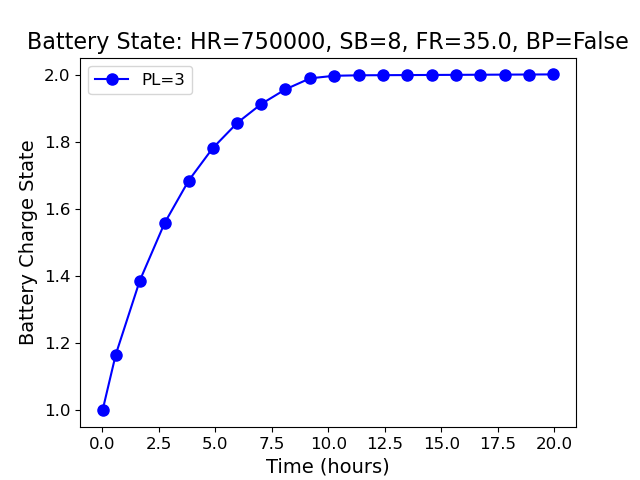 Battery State: HR=750000, SB=8, FR=35.0, BP=False
PL=3
2.0
1.8
1.6
1.4
1.2
1.0
Battery Charge State
0.0 2.5 5.0 7.5 10.0 12.5 15.0 17.5 20.0
Time (hours)